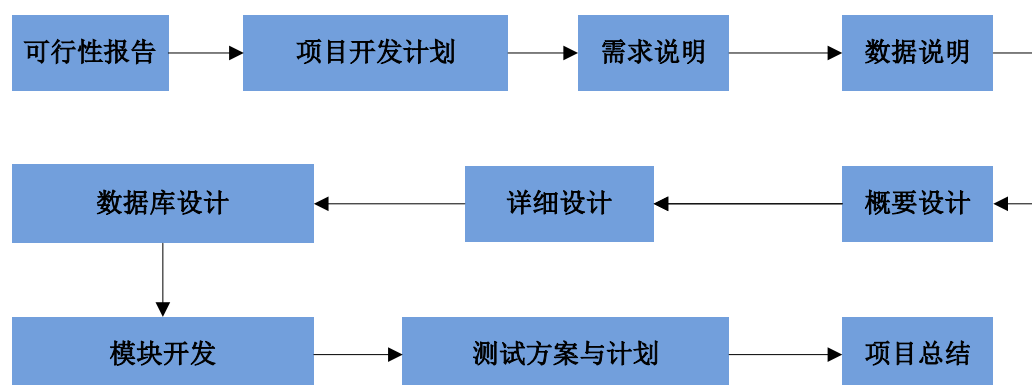 可行性报告
项目开发计划
需求说明
数据说明
数据库设计
详细设计
概要设计
模块开发
测试方案与计划
项目总结